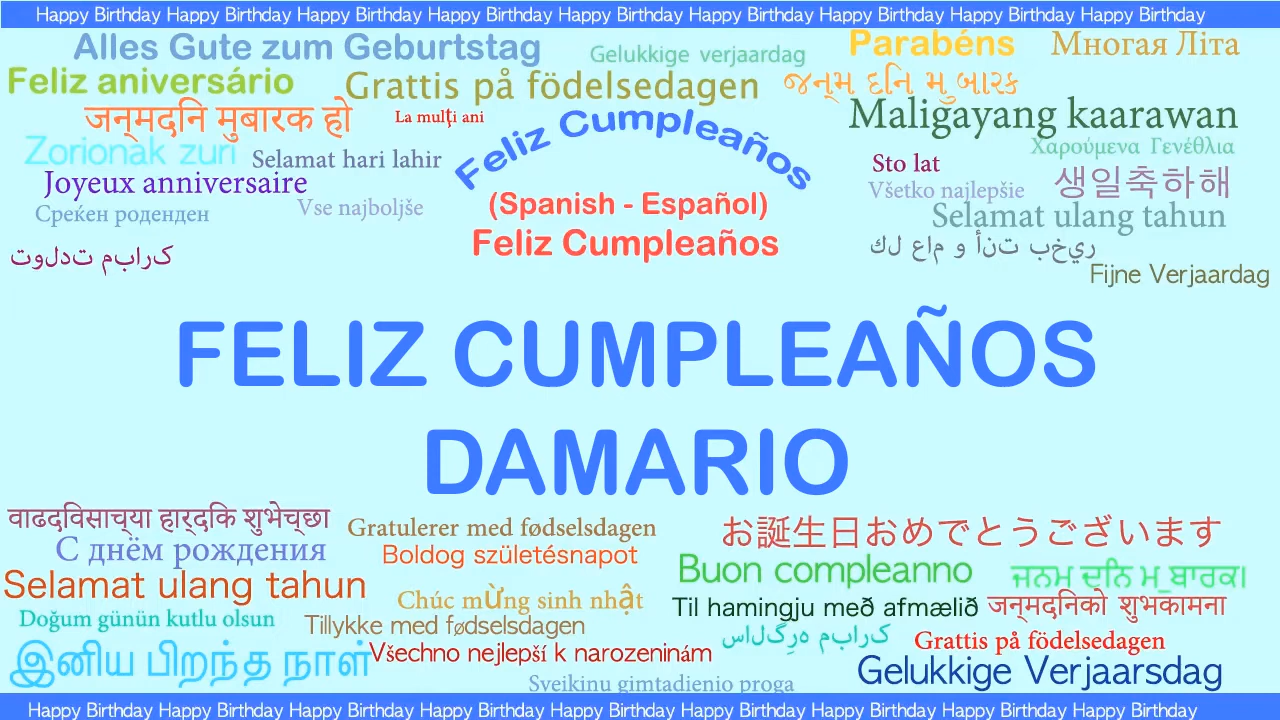 Happy Birthday Happy Birthday Happy Birthday Happy Birthday Happy Birthday Happy Birthday Happy Birthday Happy Birthday Happy Birthday
Alles Gute zum Geburtstag
Gelukkige verjaardag
Parabéns
Многая Літа
Feliz aniversário
Grattis på födelsedagen
જન્મ દિન મુબારક
जन्मदिन मुबारक हो
La mulţi ani
Feliz Cumpleaños
Maligayang kaarawan
Zorionak zuri
Selamat hari lahir
Sto lat
Χαρούμενα Γενέθλια
Joyeux anniversaire
(Spanish - Español)
Všetko najlepšie
생일축하해
Среќен роденден
Vse najboljše
Feliz Cumpleaños
Selamat ulang tahun
تولدت مبارک
كل عام و أنت بخير
Fijne Verjaardag
FELIZ CUMPLEAÑOS
DAMARIO
वाढदिवसाच्या हार्दिक शुभेच्छा
Gratulerer med fødselsdagen
お誕生日おめでとうございます
С днём рождения
Boldog születésnapot
Buon compleanno
ਜਨਮ ਦਿਨ ਮੁਬਾਰਕ।
Selamat ulang tahun
Chúc mừng sinh nhật
Til hamingju með afmælið
जन्मदिनको शुभकामना
Doğum günün kutlu olsun
Tillykke med fødselsdagen
سالگرہ مبارک
Grattis på födelsedagen
இனிய பிறந்த நாள்
Všechno nejlepší k narozeninám
Gelukkige Verjaarsdag
Sveikinu gimtadienio proga
Happy Birthday Happy Birthday Happy Birthday Happy Birthday Happy Birthday Happy Birthday Happy Birthday Happy Birthday Happy Birthday